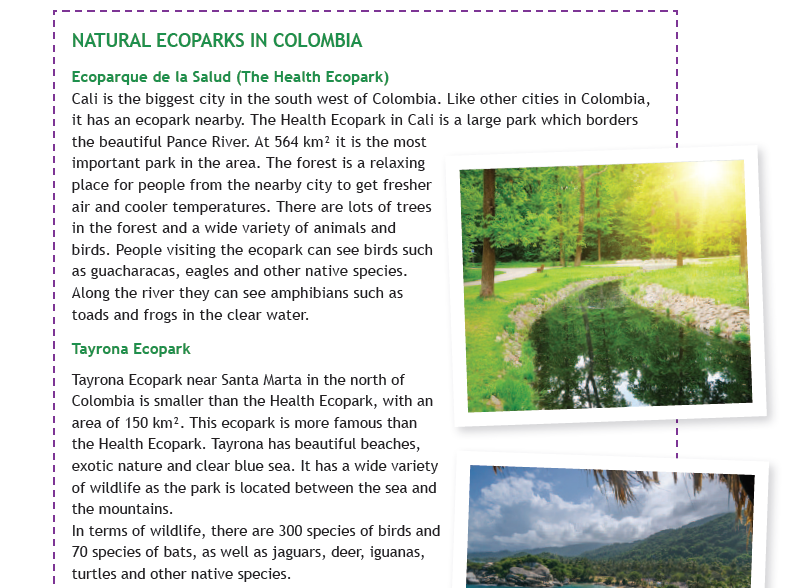 NATURAL ECOPARKS IN COLOMBIA
Ecoparque de la Salud (The Health Ecopark)
Cali is the biggest city in the south west of Colombia. Like other cities in Colombia,
it has an ecopark nearby. The Health Ecopark in Cali is a large park which borders
the beautiful Pance River. At 564 km² it is the most
important park in the area. The forest is a relaxing
place for people from the nearby city to get fresher
air and cooler temperatures. There are lots of trees
in the forest and a wide variety of animals and
birds. People visiting the ecopark can see birds such
as guacharacas, eagles and other native species.
Along the river they can see amphibians such as
toads and frogs in the clear water.
Tayrona Ecopark
Tayrona Ecopark near Santa Marta in the north of
Colombia is smaller than the Health Ecopark, with an
area of 150 km². This ecopark is more famous than
the Health Ecopark. Tayrona has beautiful beaches,
exotic nature and clear blue sea. It has a wide variety
of wildlife as the park is located between the sea and
the mountains.
In terms of wildlife, there are 300 species of birds and
70 species of bats, as well as jaguars, deer, iguanas,
turtles and other native species.